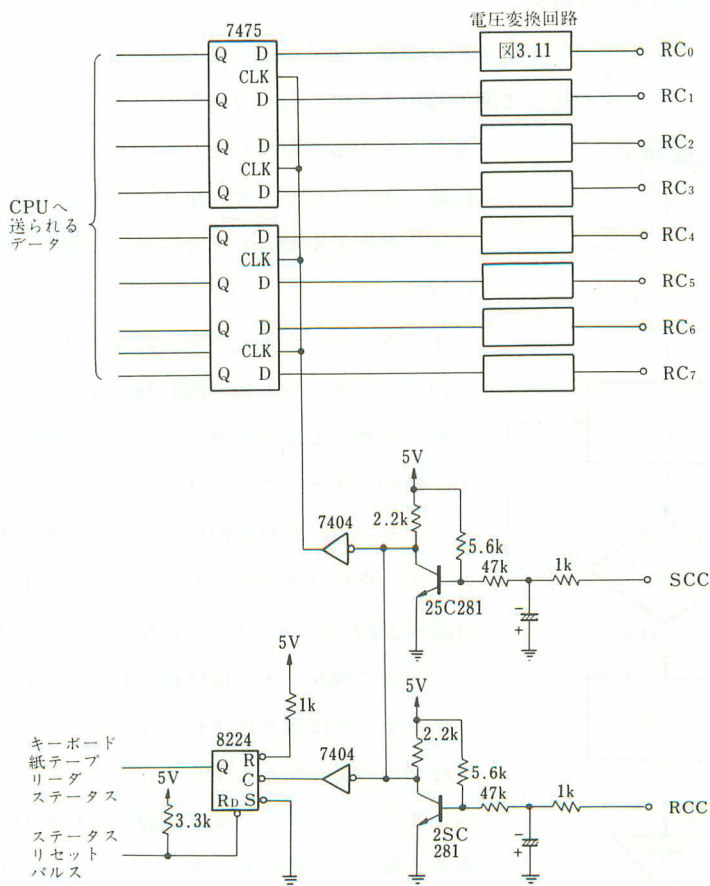 電圧変換回路
7475
Q D
図3.11
RC0
CLK
Q D
RC1
Q D
RC2
CLK
Q D
RC3
CPUへ
送られる
データ
Q D
RC4
CLK
Q D
RC5
Q D
RC6
CLK
Q D
RC7
5V
7404
2.2k
5.6k
47k
1k
SCC
25C281
-
+
5V
1k
5V
2.2k
キーボード
紙テープ
リーダ
ステータス
8224
Q R
C
RD S
7404
5.6k
47k
1k
RCC
5V
3.3k
2SC
281
-
+
ステータス
リセット
パルス